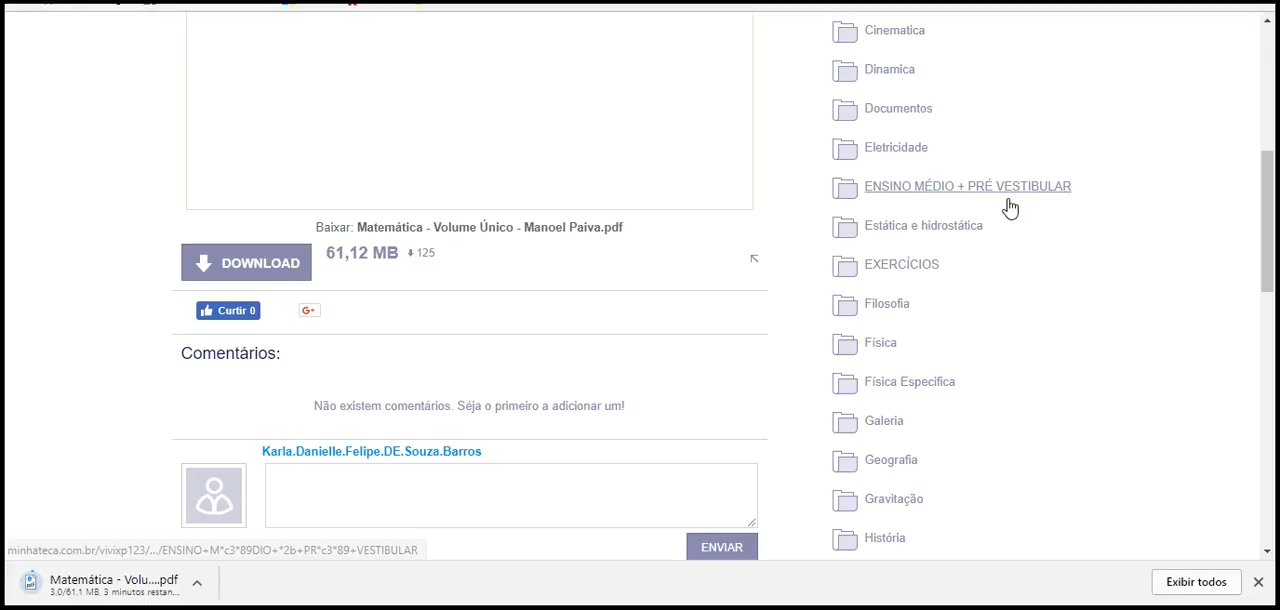 Cinematica
Dinamica
Documentos
Eletricidade
ENSINO MÉDIO + PRÉ VESTIBULAR
Estática e hidrostática
EXERCÍCIOS
Filosofia
Física
Física Especifica
Galeria
Geografia
Gravitação
História
Baixar: Matemática - Volume Único - Manoel Paiva.pdf
DOWNLOAD
61,12 MB
125
Curtir 0
G+
Comentários:
Não existem comentários. Séja o primeiro a adicionar um!
Karla.Danielle.Felipe.DE.Souza.Barros
ENVIAR
minhateca.com.br/vivixp123/.../ENSINO+M*c3*89DIO+*2b+PR*c3*89+VESTIBULAR
Matemática - Volu....pdf
3,0/61,1 MB, 3 minutos restan...
Exibir todos